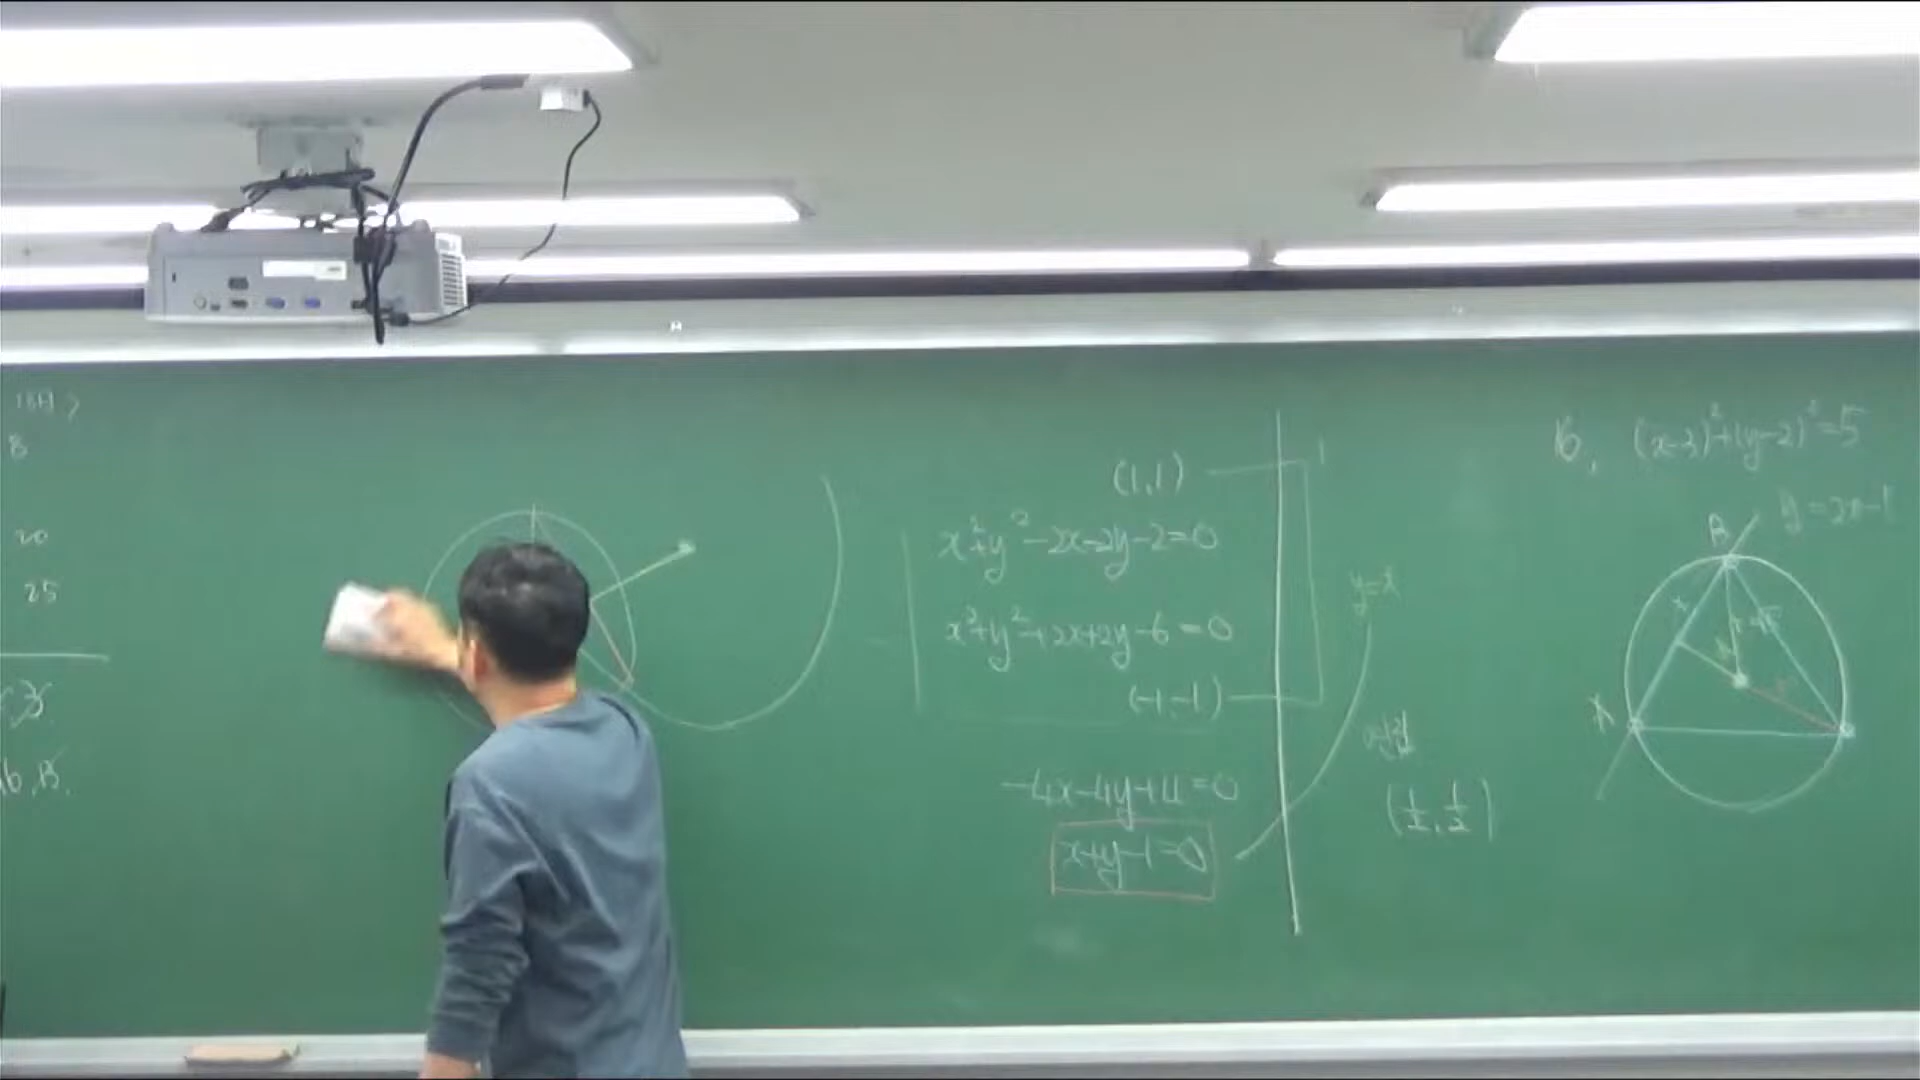 B
20
25
(1,1)
x²+y²-2x-2y-2=0
x²+y²+2x+2y-6=0
(-1,-1)
-4x-4y+4=0
x+y-1=0
1
y=x
(1/2, 1/2)
16, (x-3)²+(y-2)²=5
y=2x-1
B
A